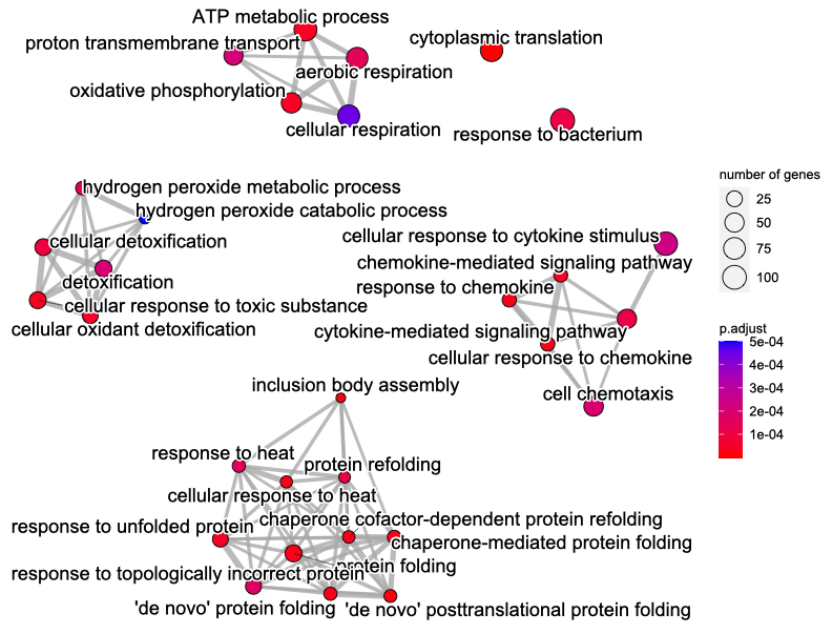 ATP metabolic process
proton transmembrane transport
cytoplasmic translation
aerobic respiration
oxidative phosphorylation
cellular respiration
response to bacterium
number of genes
25
50
75
100
hydrogen peroxide metabolic process
hydrogen peroxide catabolic process
cellular detoxification
detoxification
cellular response to toxic substance
cellular oxidant detoxification
cellular response to cytokine stimulus
chemokine-mediated signaling pathway
response to chemokine
cytokine-mediated signaling pathway
cellular response to chemokine
cell chemotaxis
p.adjust
5e-04
4e-04
3e-04
2e-04
1e-04
inclusion body assembly
response to heat
protein refolding
cellular response to heat
response to unfolded protein
chaperone cofactor-dependent protein refolding
chaperone-mediated protein folding
protein folding
response to topologically incorrect protein
'de novo' protein folding
'de novo' posttranslational protein folding